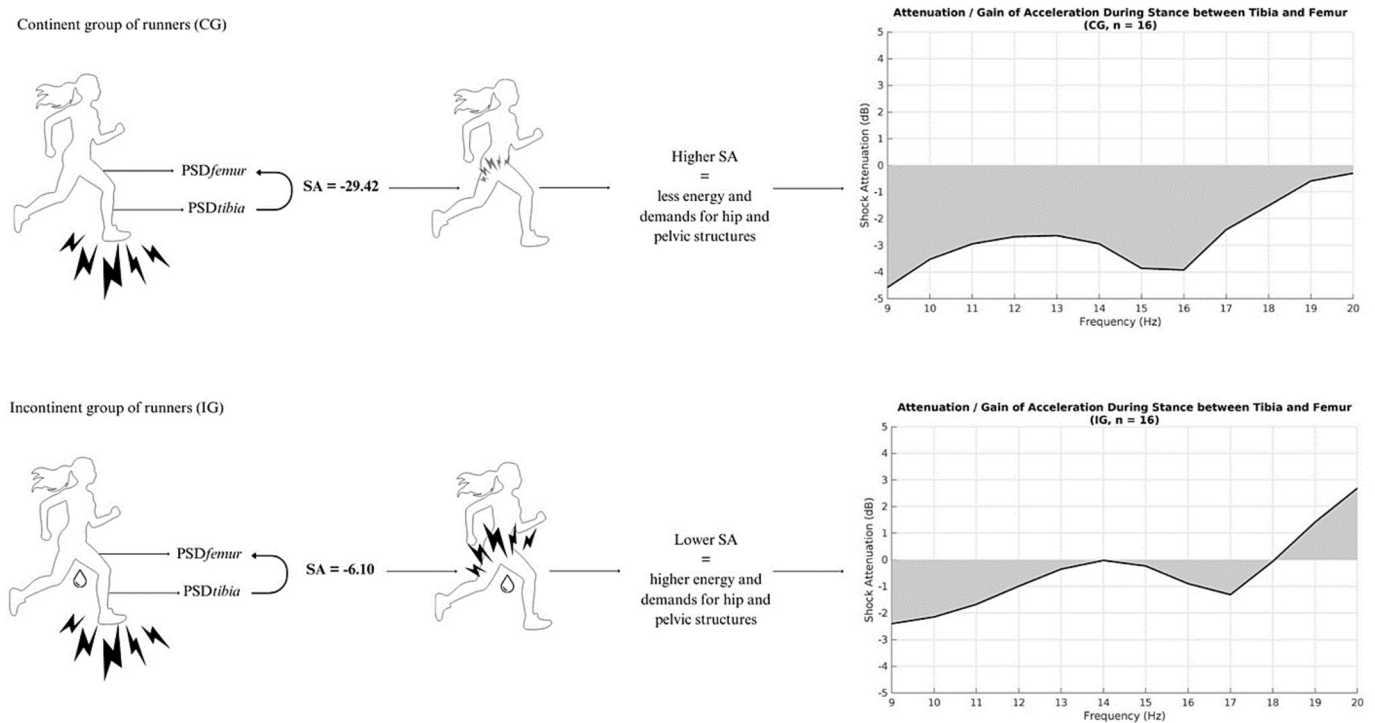 Continent group of runners (CG)
PSDfemur
SA = -29.42
PSDtibia
Higher SA
=
less energy and
demands for hip and
pelvic structures
Attenuation / Gain of Acceleration During Stance between Tibia and Femur
(CG, n = 16)
Shock Attenuation (dB)
5
4
3
2
1
0
-1
-2
-3
-4
-5
9 10 11 12 13 14 15 16 17 18 19 20
Frequency (Hz)
Incontinent group of runners (IG)
PSDfemur
SA = -6.10
PSDtibia
Lower SA
=
higher energy and
demands for hip and
pelvic structures
Attenuation / Gain of Acceleration During Stance between Tibia and Femur
(IG, n = 16)
Shock Attenuation (dB)
5
4
3
2
1
0
-1
-2
-3
-4
-5
9 10 11 12 13 14 15 16 17 18 19 20
Frequency (Hz)